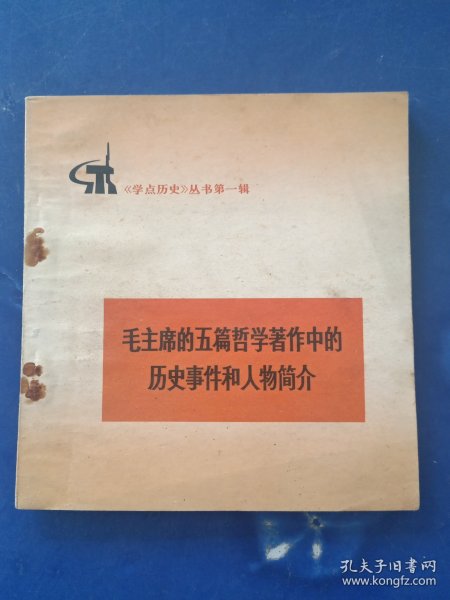 《学点历史》丛书第一辑
毛主席的五篇哲学著作中的
历史事件和人物简介
孔夫子旧书网
www.kongfz.com